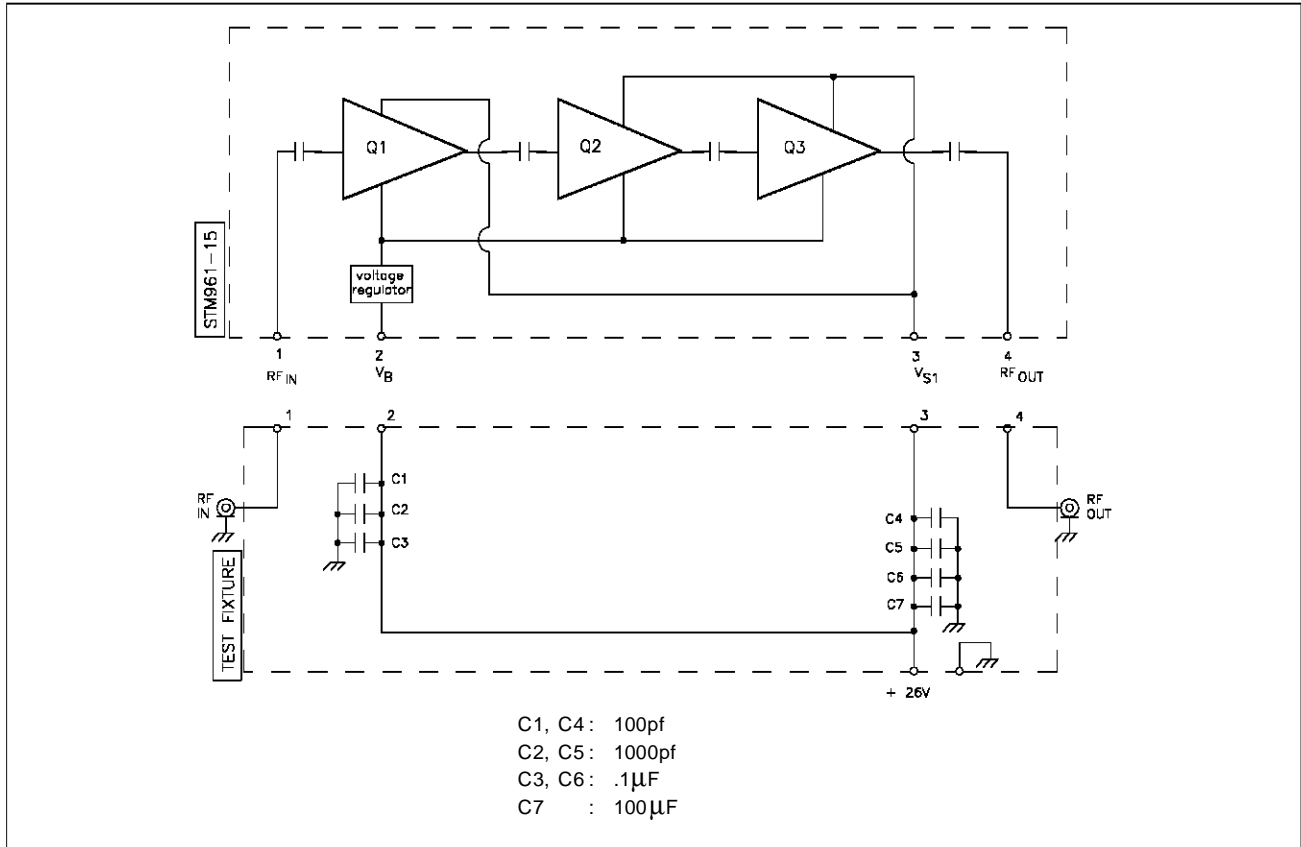 Q1
Q2
Q3
STM961-15
voltage
regulator
1
2
3
4
RF IN
VB
VS1
RF OUT
1
2
3
4
C1
C2
C3
RF
IN
C4
C5
C6
C7
RF
OUT
TEST FIXTURE
+ 26V
C1, C4 : 100pf
C2, C5 : 1000pf
C3, C6 : .1µF
C7 : 100µF